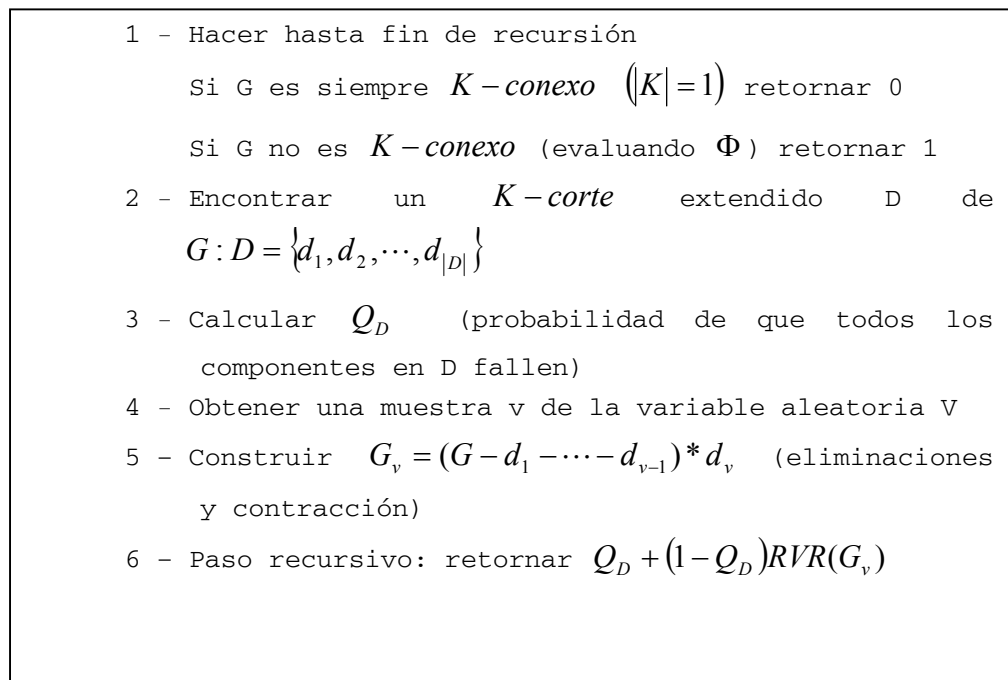 1 – Hacer hasta fin de recursión
Si G es siempre K – conexo (|K| = 1) retornar 0
Si G no es K – conexo (evaluando Φ) retornar 1
2 – Encontrar un K – corte extendido D de
G : D = {d₁, d₂, ⋯, d_|D|}
3 – Calcular Q_D (probabilidad de que todos los
componentes en D fallen)
4 – Obtener una muestra v de la variable aleatoria V
5 – Construir G_v = (G – d₁ – ⋯ – d_{v–1}) * d_v (eliminaciones
y contracción)
6 – Paso recursivo: retornar Q_D + (1 – Q_D)RVR(G_v)